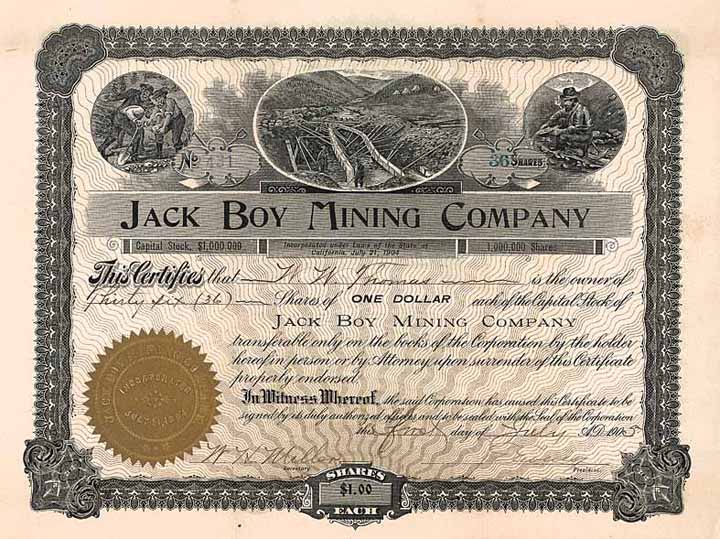 No
36 SHARES
JACK BOY MINING COMPANY
Capital Stock, $1,000,000
Incorporated under Laws of the State of California, July 21, 1904
1,000,000 Shares
This Certifies that W. W. Thomas is the owner of
Thirty six (36) Shares of ONE DOLLAR each of the Capital Stock of
JACK BOY MINING COMPANY
transferable only on the books of the Corporation by the holder
hereof in person or by Attorney upon surrender of this Certificate
properly endorsed.
In Witness Whereof, the said Corporation has caused this Certificate to be
signed by its duly authorized officers and to be sealed with the Seal of the Corporation
this first day of July A.D. 1905
Secretary
President.
INCORPORATED
SHARES
$1.00
EACH